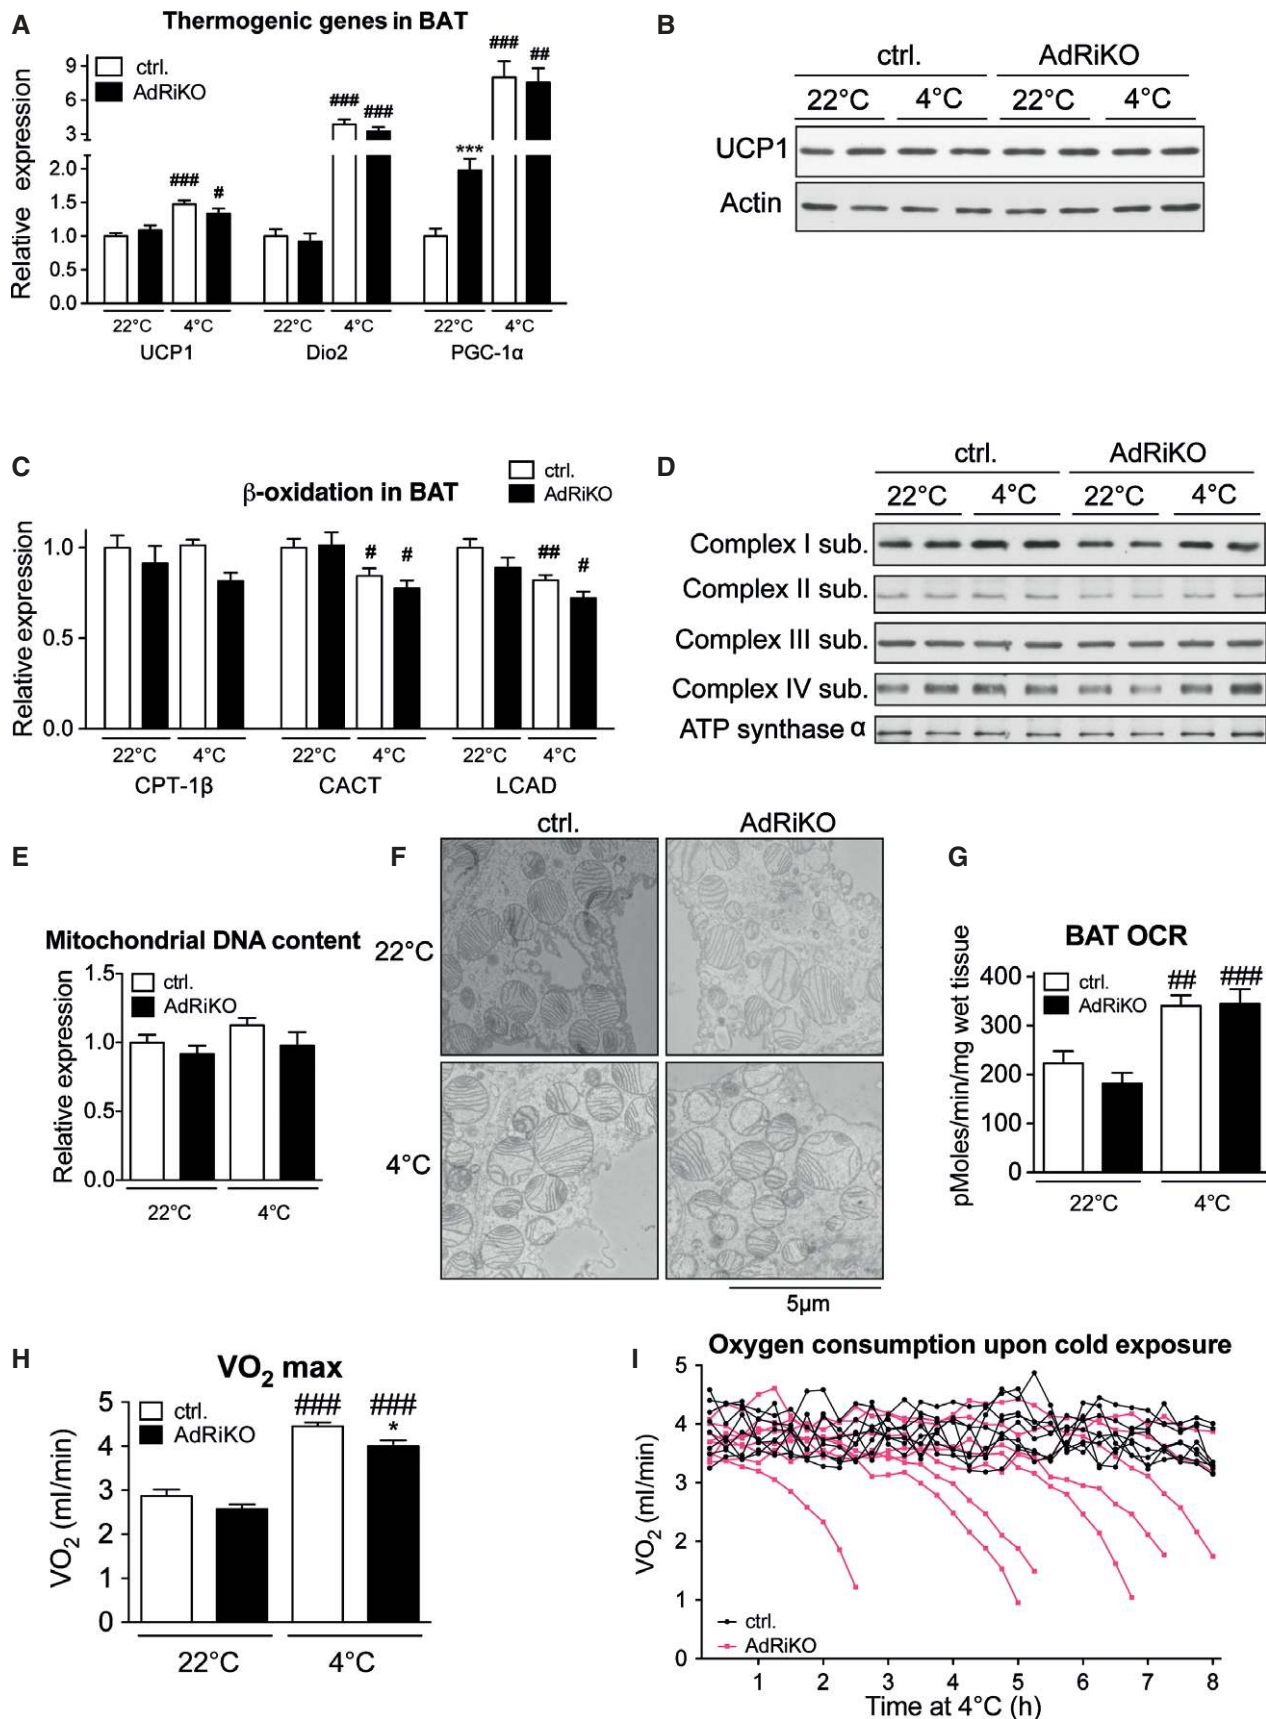 A
Thermogenic genes in BAT
### ##
9
ctrl.
AdRiKO
6
3
### ###
***
2.0
1.5
1.0
0.5
0.0
### #
Relative expression
22°C 4°C 22°C 4°C 22°C 4°C
UCP1 Dio2 PGC-1α
B
ctrl. AdRiKO
22°C 4°C 22°C 4°C
UCP1
Actin
C
β-oxidation in BAT
ctrl.
AdRiKO
Relative expression
1.0
0.5
0.0
# # ## #
22°C 4°C 22°C 4°C 22°C 4°C
CPT-1β CACT LCAD
D
ctrl. AdRiKO
22°C 4°C 22°C 4°C
Complex I sub.
Complex II sub.
Complex III sub.
Complex IV sub.
ATP synthase α
E
Mitochondrial DNA content
1.5
ctrl.
AdRiKO
1.0
0.5
0.0
Relative expression
22°C 4°C
F
ctrl. AdRiKO
22°C
4°C
5µm
G
BAT OCR
400
300
200
100
0
ctrl.
AdRiKO
## ###
pMoles/min/mg wet tissue
22°C 4°C
H
VO2 max
5
4
3
2
1
0
ctrl.
AdRiKO
### ###
*
VO2 (ml/min)
22°C 4°C
I
Oxygen consumption upon cold exposure
5
4
3
2
1
0
VO2 (ml/min)
ctrl.
AdRiKO
1 2 3 4 5 6 7 8
Time at 4°C (h)